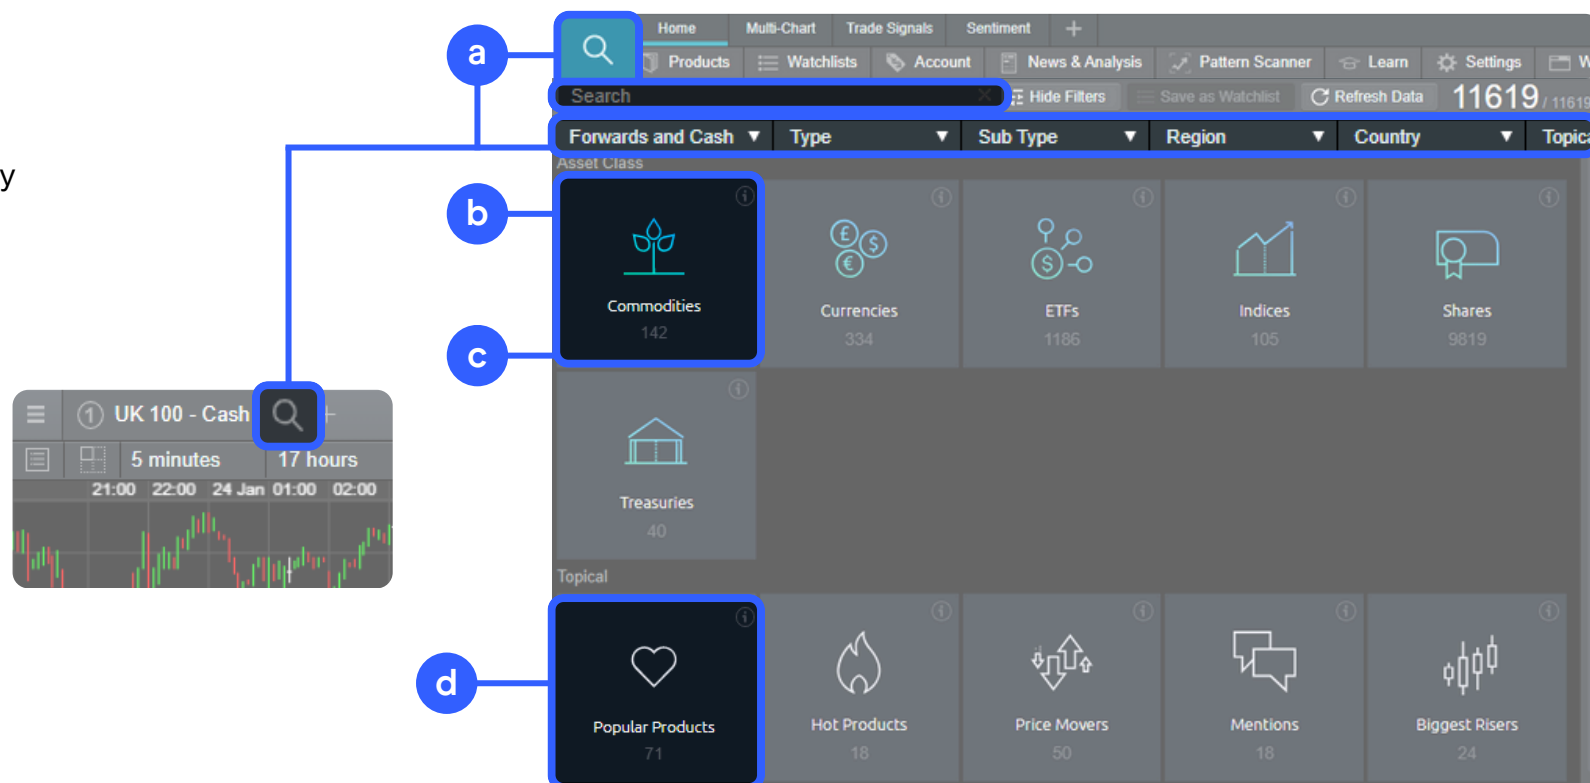 y
a
b
c
d
Home Multi-Chart Trade Signals Sentiment +
Products Watchlists Account News & Analysis Pattern Scanner Learn Settings W
Search × Hide Filters Save as Watchlist Refresh Data 11619 / 11619
Forwards and Cash ▼ Type ▼ Sub Type ▼ Region ▼ Country ▼ Topica
Asset Class
Commodities
142
Currencies
334
ETFs
1186
Indices
105
Shares
9819
Treasuries
40
Topical
Popular Products
71
Hot Products
18
Price Movers
50
Mentions
18
Biggest Risers
24
1 UK 100 - Cash +
5 minutes 17 hours
21:00 22:00 24 Jan 01:00 02:00